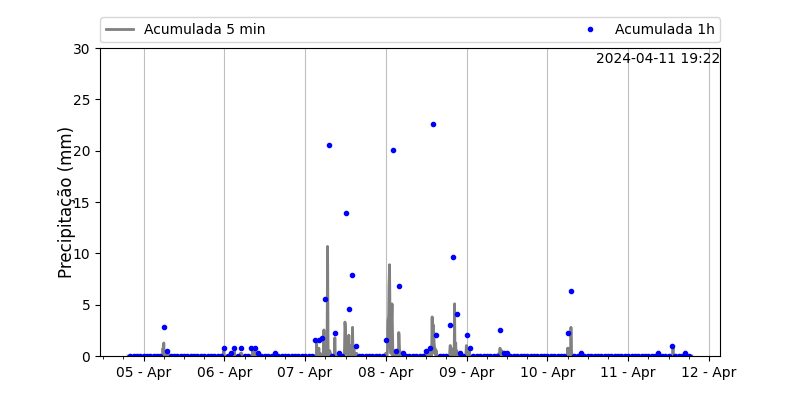 Acumulada 5 min
Acumulada 1h
2024-04-11 19:22
Precipitação (mm)
30
25
20
15
10
5
0
05 - Apr
06 - Apr
07 - Apr
08 - Apr
09 - Apr
10 - Apr
11 - Apr
12 - Apr